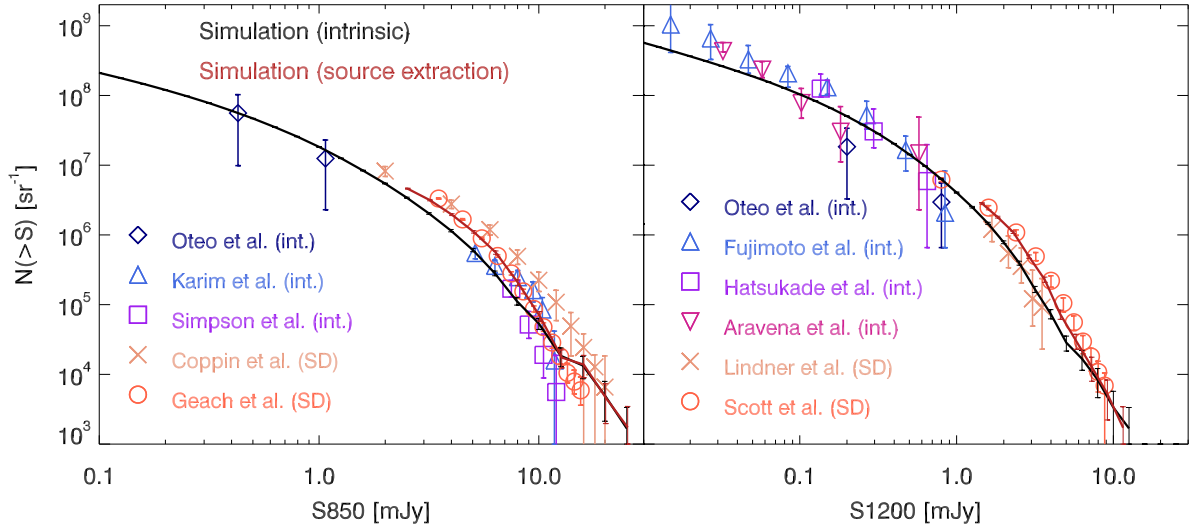 Simulation (intrinsic)
Simulation (source extraction)
N(>S) [sr⁻¹]
10⁹
10⁸
10⁷
10⁶
10⁵
10⁴
10³
Oteo et al. (int.)
Karim et al. (int.)
Simpson et al. (int.)
Coppin et al. (SD)
Geach et al. (SD)
0.1
1.0
10.0
S850 [mJy]
Oteo et al. (int.)
Fujimoto et al. (int.)
Hatsukade et al. (int.)
Aravena et al. (int.)
Lindner et al. (SD)
Scott et al. (SD)
0.1
1.0
10.0
S1200 [mJy]